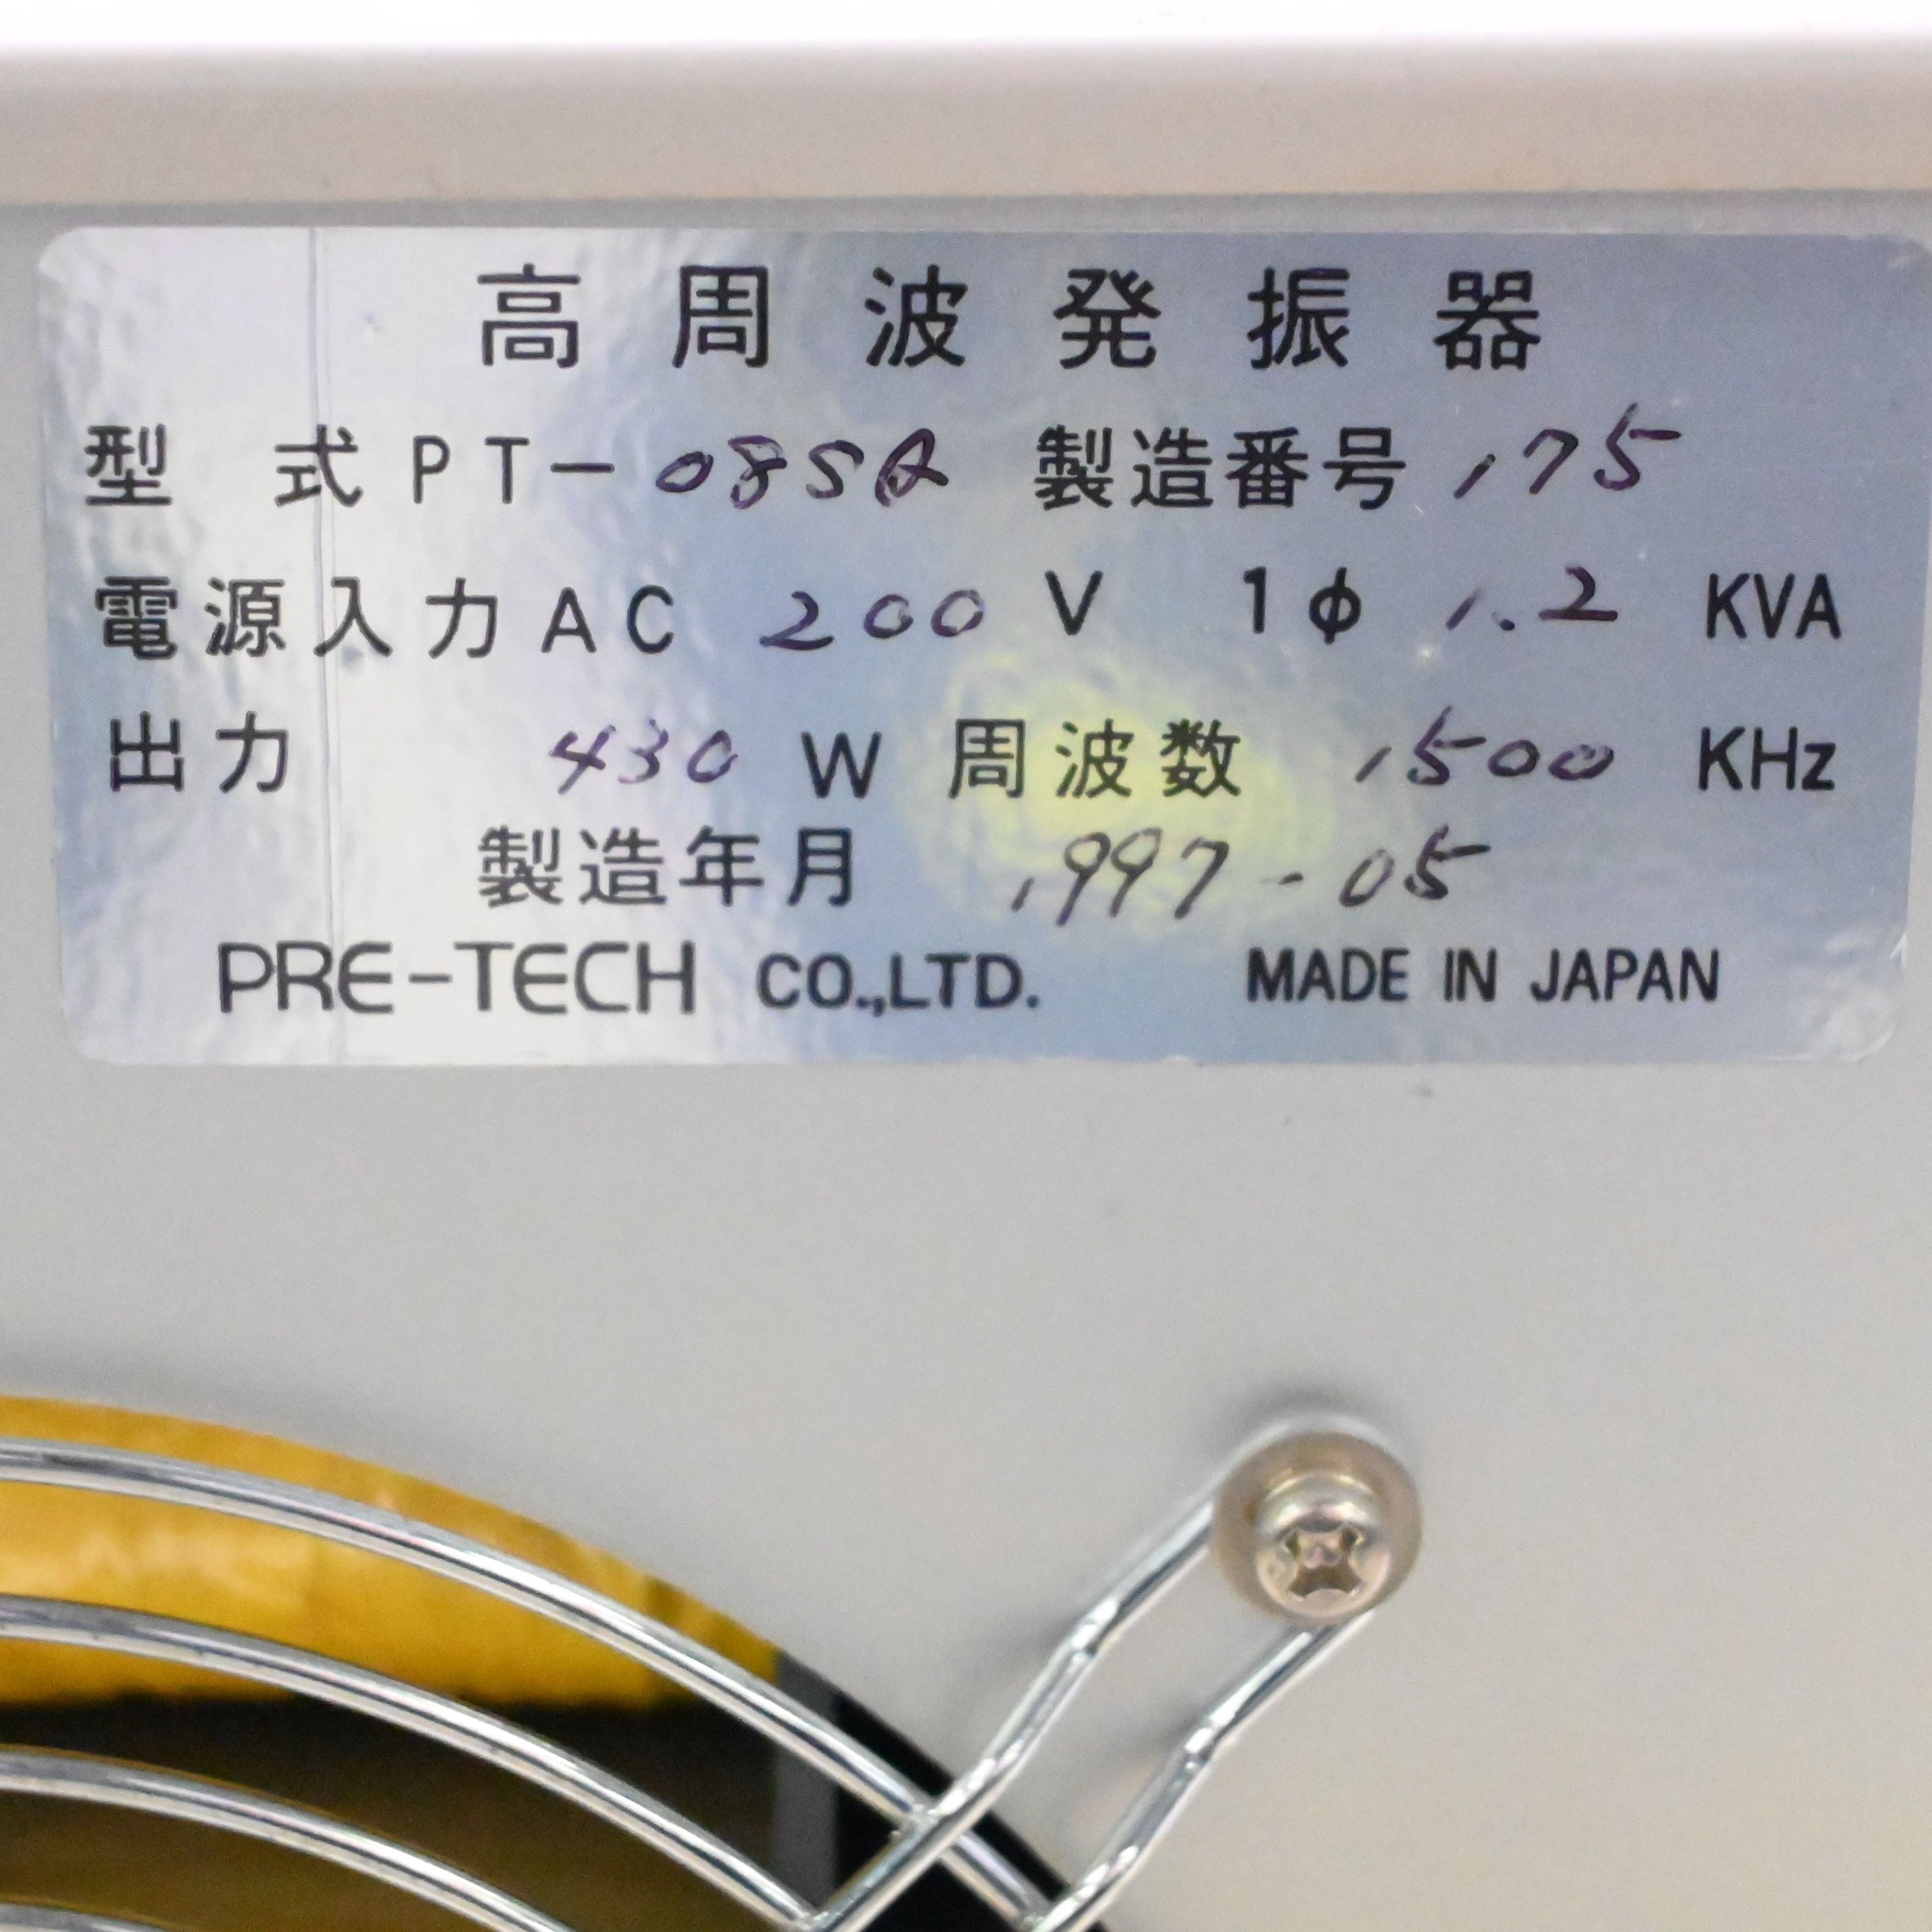 高周波発振器
型式 PT-08SA 製造番号 175
電源入力 AC 200 V 1φ 1.2 KVA
出力 430 W 周波数 1500 KHz
製造年月 1997-05
PRE-TECH CO.,LTD. MADE IN JAPAN